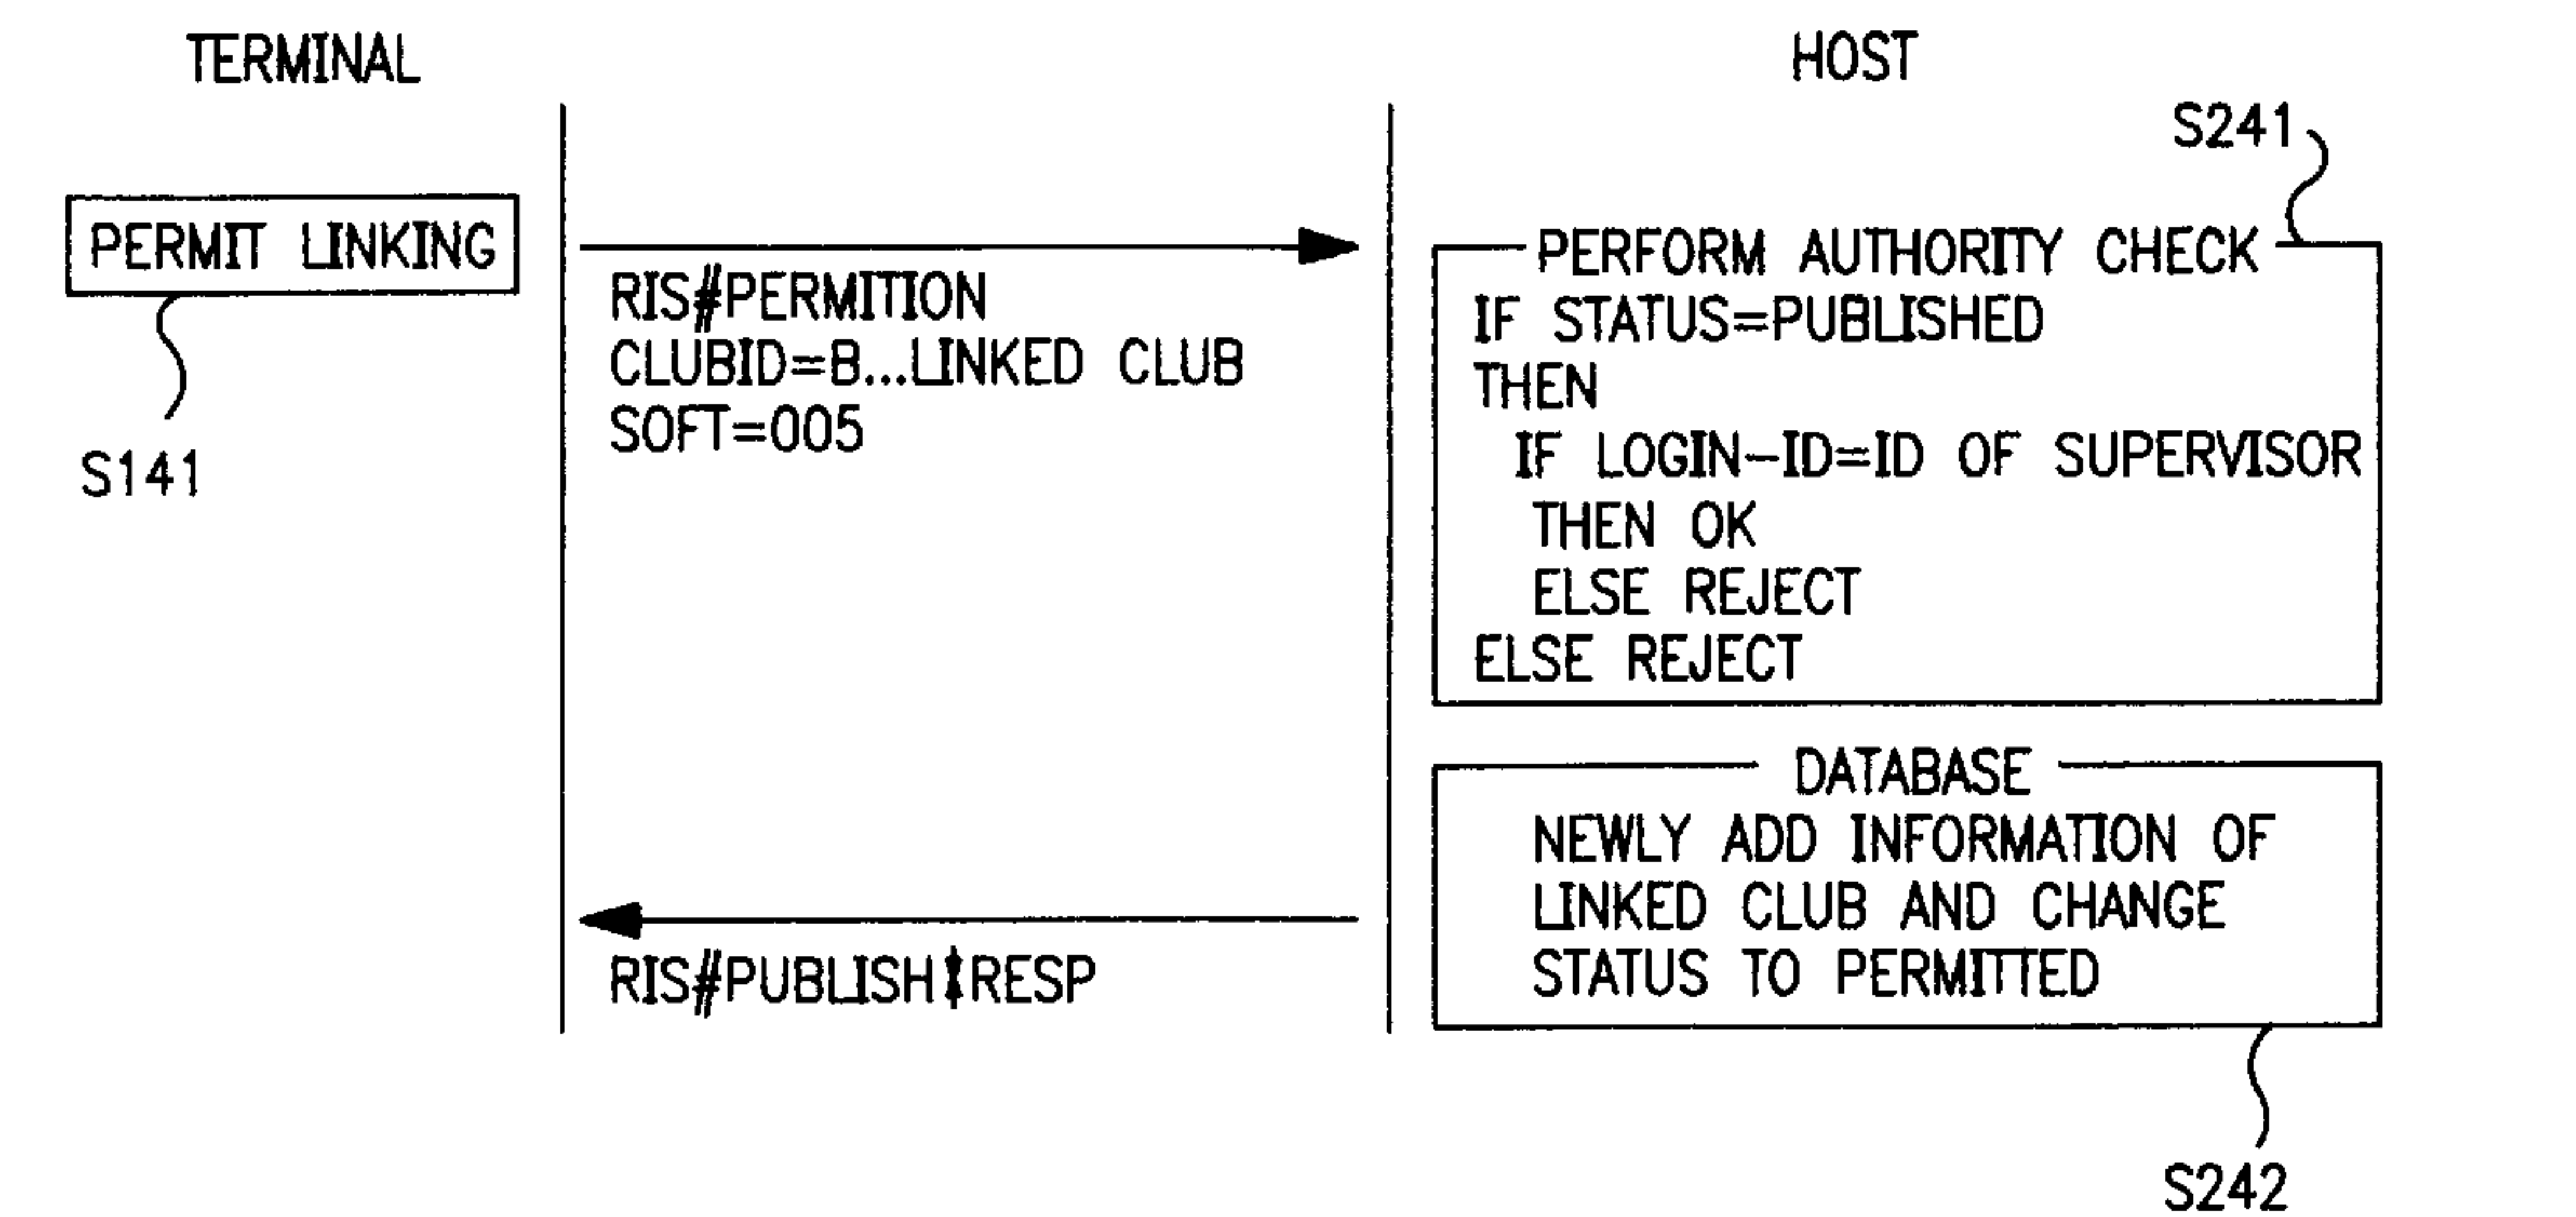 TERMINAL
HOST
S241
PERMIT LINKING
S141
RIS#PERMITION
CLUBID=B...LINKED CLUB
SOFT=005
PERFORM AUTHORITY CHECK
IF STATUS=PUBLISHED
THEN
IF LOGIN-ID=ID OF SUPERVISOR
THEN OK
ELSE REJECT
ELSE REJECT
DATABASE
NEWLY ADD INFORMATION OF
LINKED CLUB AND CHANGE
STATUS TO PERMITTED
RIS#PUBLISH RESP
S242